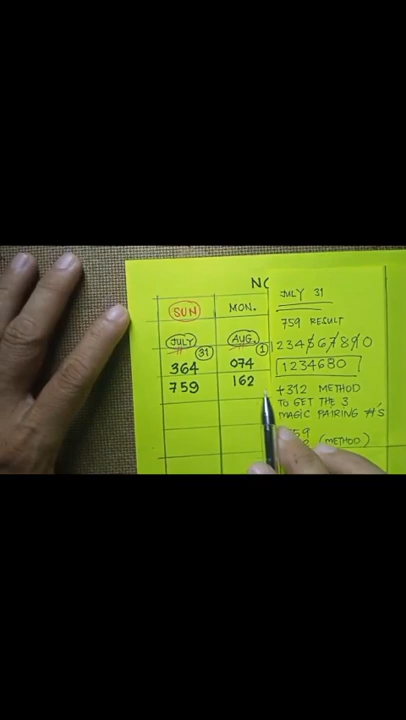 SUN MON.
JULY 31 AUG. 1
364 074
759 162
JULY 31
759 RESULT
234567890
1234680
+312 METHOD
TO GET THE 3
MAGIC PAIRING #'S
(METHOD)